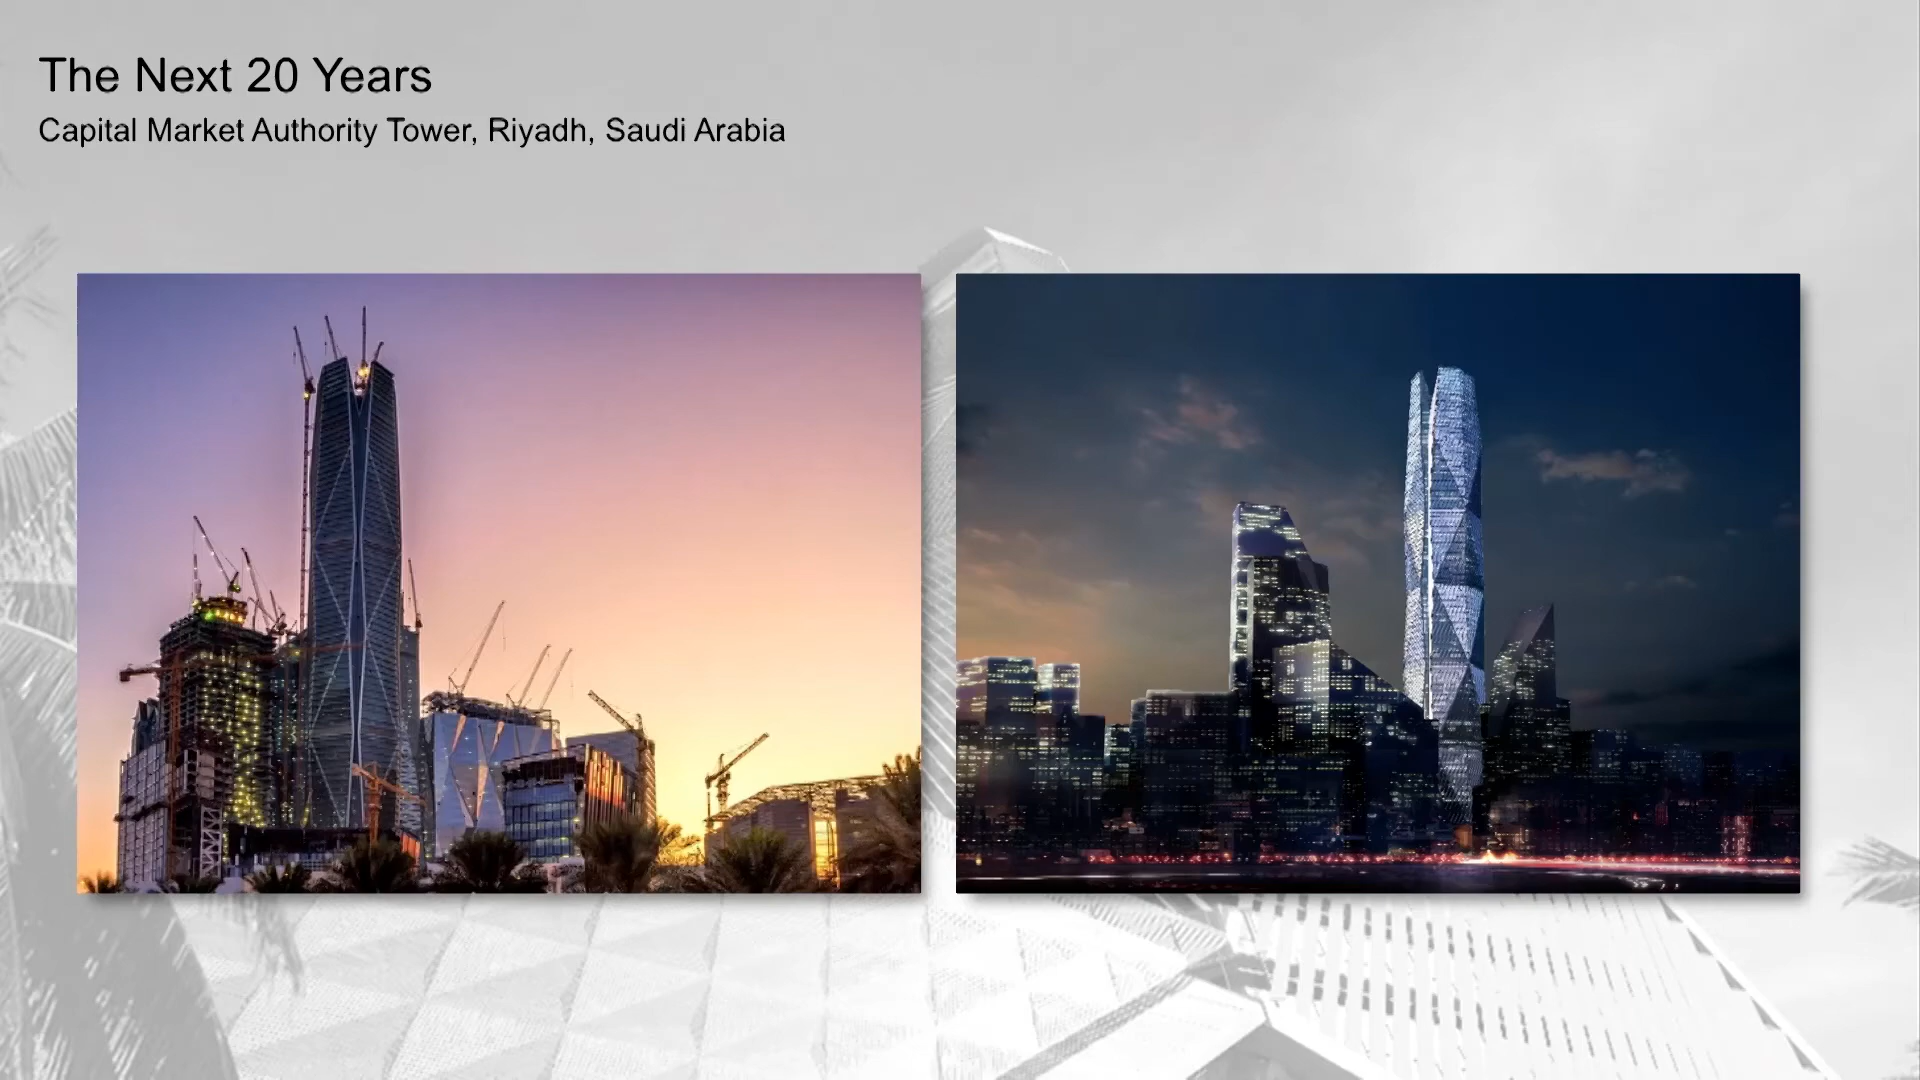 The Next 20 Years
Capital Market Authority Tower, Riyadh, Saudi Arabia